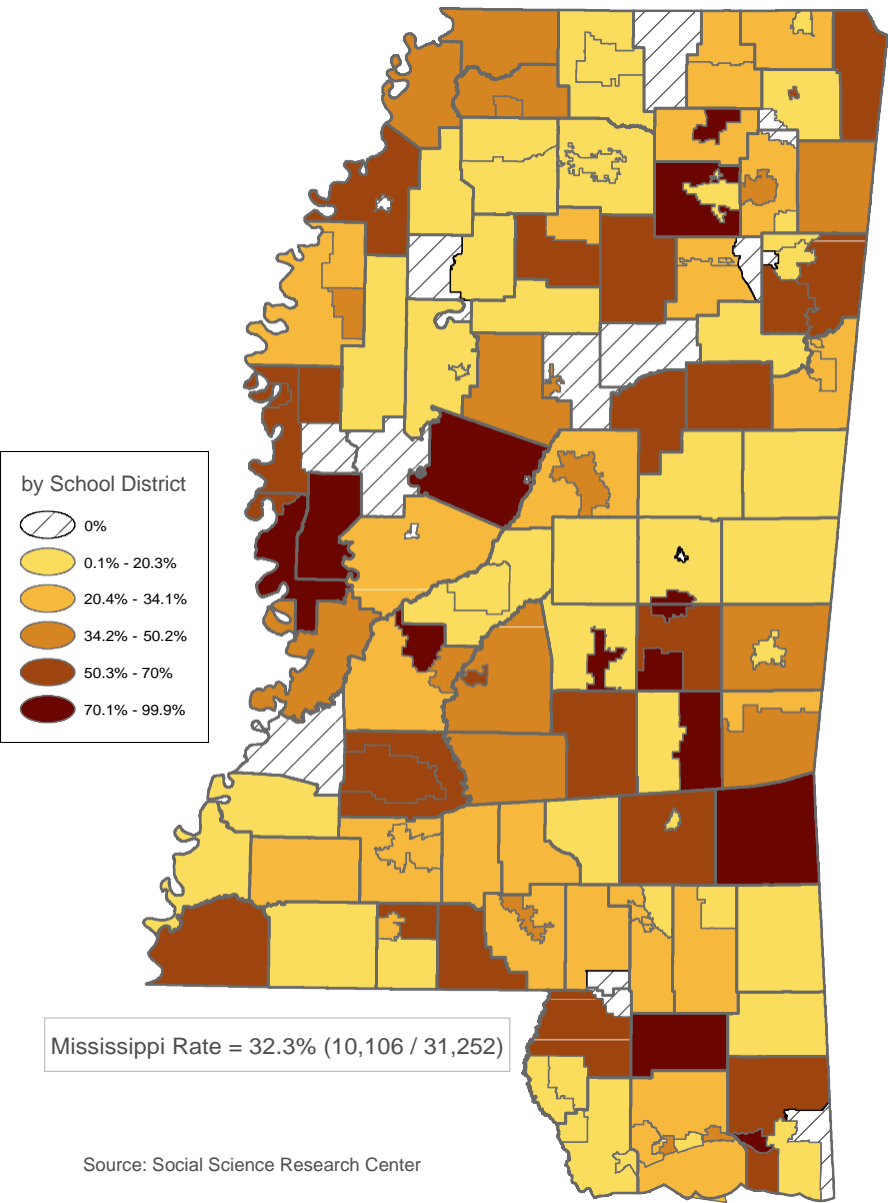 by School District
0%
0.1% - 20.3%
20.4% - 34.1%
34.2% - 50.2%
50.3% - 70%
70.1% - 99.9%
Mississippi Rate = 32.3% (10,106 / 31,252)
Source: Social Science Research Center